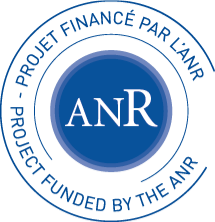 - PROJET FINANCÉ PAR L'ANR
ANR
- PROJECT FUNDED BY THE ANR